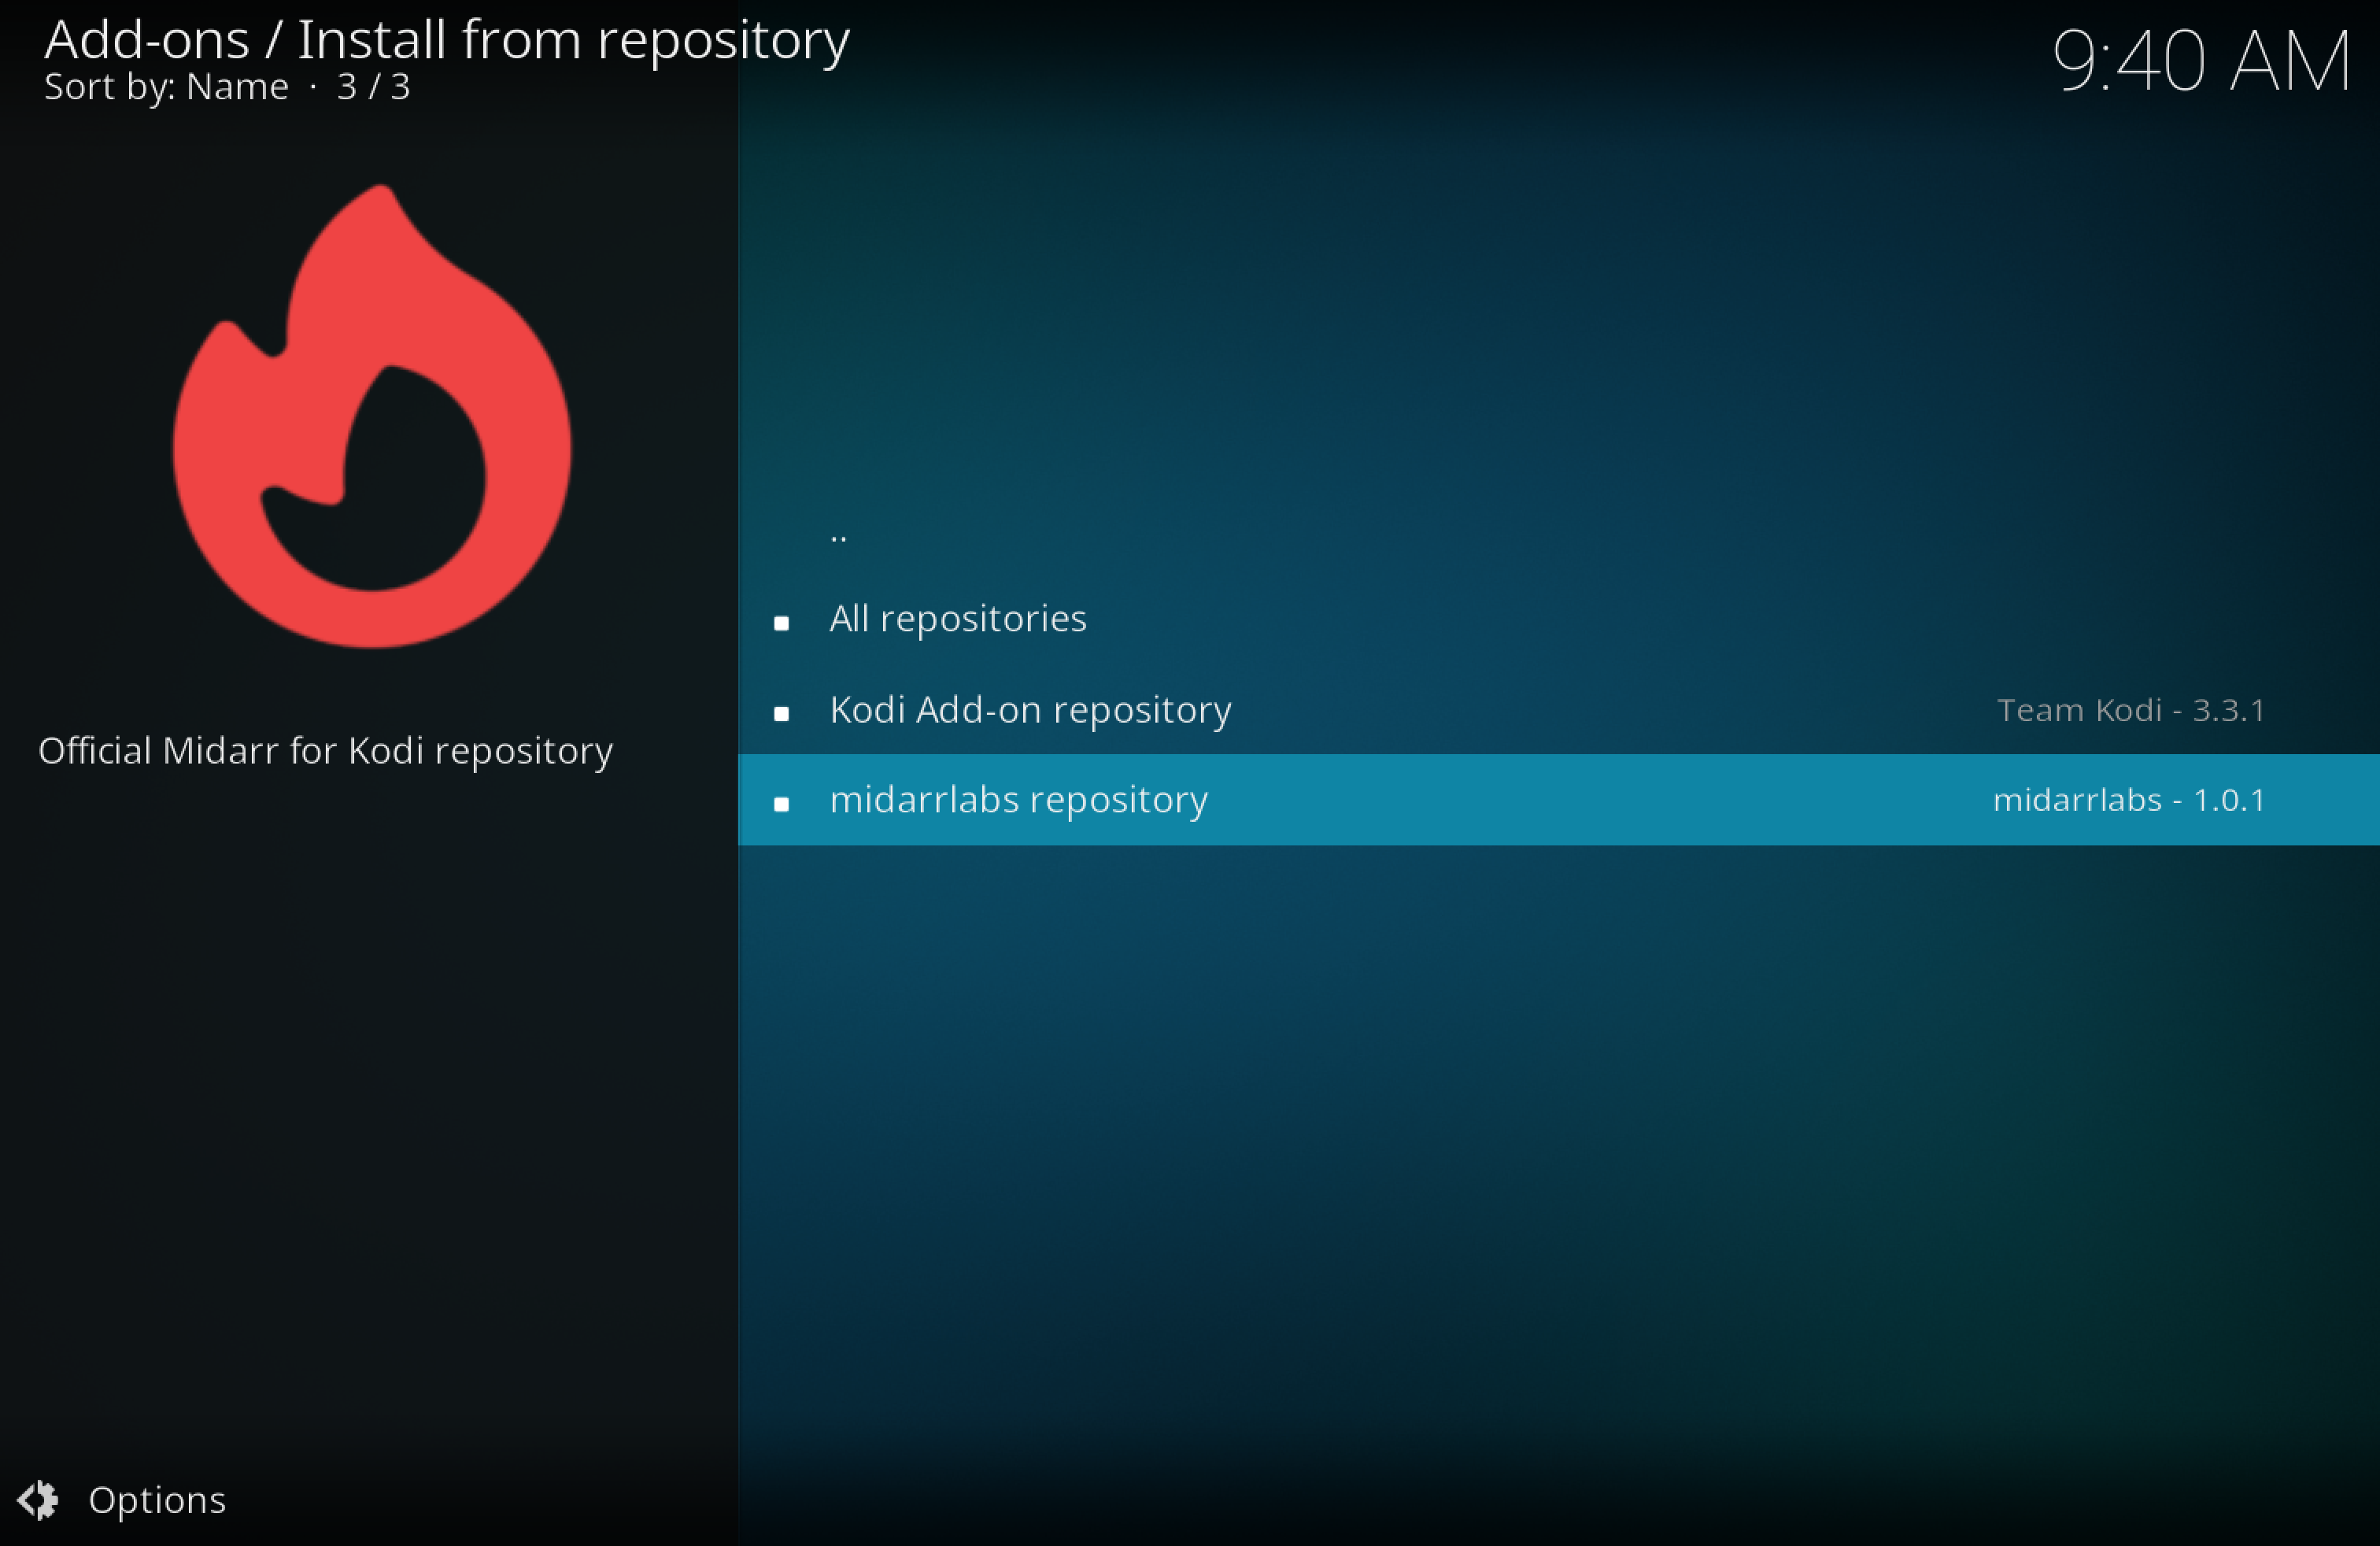 Add-ons / Install from repository
Sort by: Name · 3 / 3
9:40 AM
Official Midarr for Kodi repository
..
All repositories
Kodi Add-on repository Team Kodi - 3.3.1
midarrlabs repository midarrlabs - 1.0.1
Options